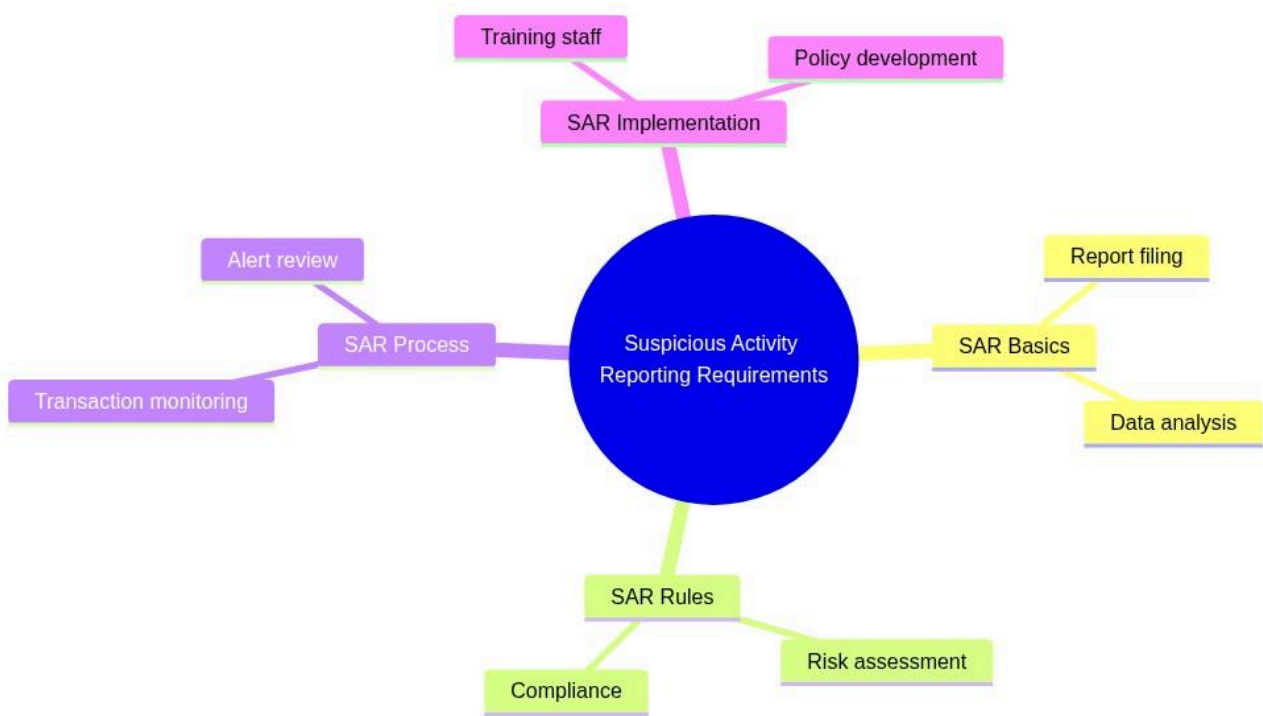 Training staff
Policy development
SAR Implementation
Alert review
SAR Process
Transaction monitoring
Suspicious Activity
Reporting Requirements
Report filing
SAR Basics
Data analysis
SAR Rules
Risk assessment
Compliance